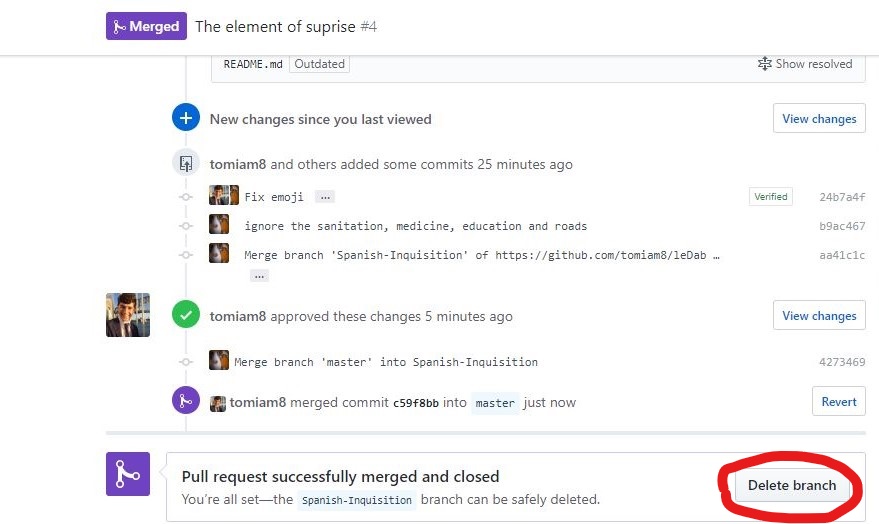 Merged The element of suprise #4
README.md Outdated Show resolved
New changes since you last viewed View changes
tomiam8 and others added some commits 25 minutes ago
Fix emoji … Verified 24b7a4f
ignore the sanitation, medicine, education and roads b9ac467
Merge branch 'Spanish-Inquisition' of https://github.com/tomiam8/leDab … aa41c1c
…
tomiam8 approved these changes 5 minutes ago View changes
Merge branch 'master' into Spanish-Inquisition 4273469
tomiam8 merged commit c59f8bb into master just now Revert
Pull request successfully merged and closed
You're all set—the Spanish-Inquisition branch can be safely deleted.
Delete branch